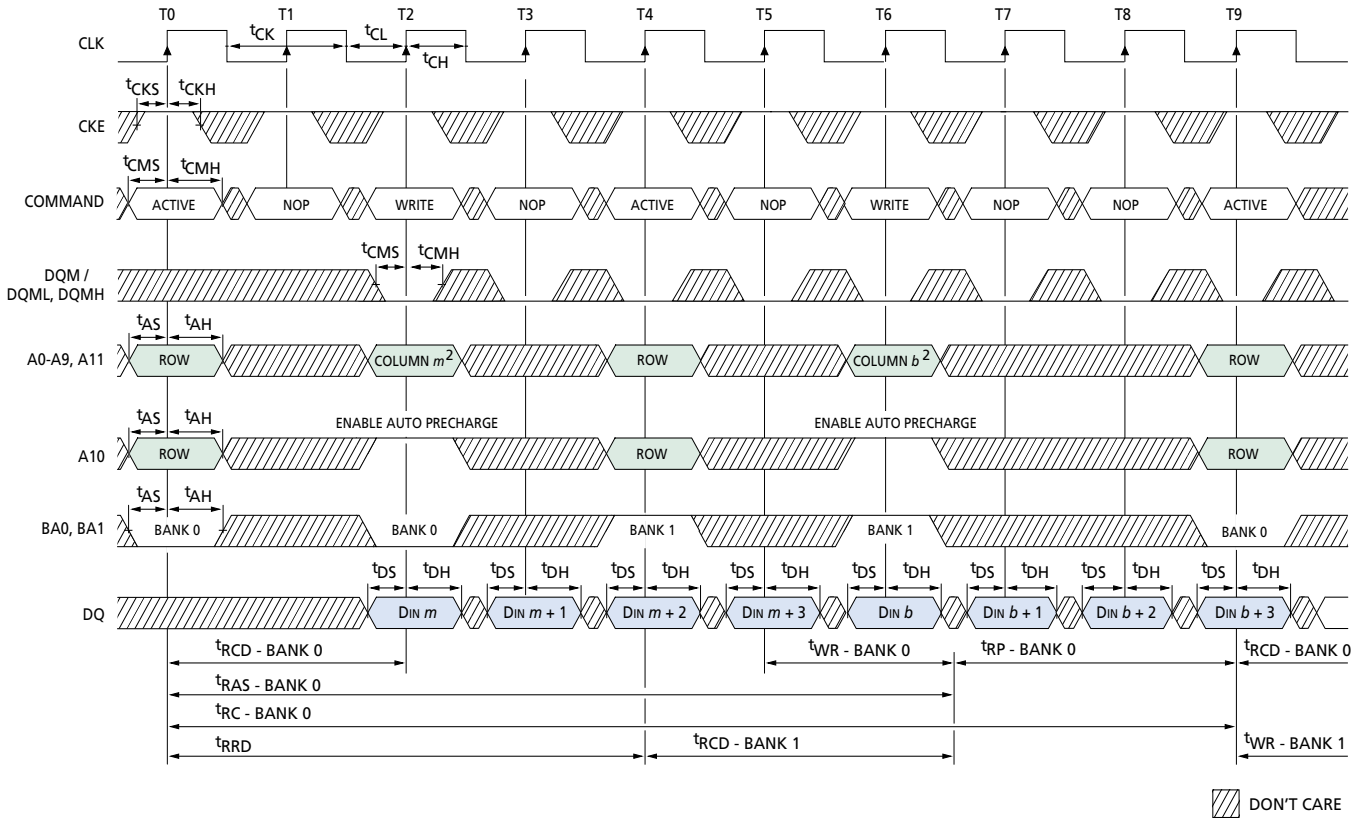 T0 T1 T2 T3 T4 T5 T6 T7 T8 T9
CLK tCK tCL tCH
tCKS tCKH
CKE
tCMS tCMH
COMMAND ACTIVE NOP WRITE NOP ACTIVE NOP WRITE NOP NOP ACTIVE
tCMS tCMH
DQM /
DQML, DQMH
tAS tAH
A0-A9, A11 ROW COLUMN m2 ROW COLUMN b2 ROW
tAS tAH ENABLE AUTO PRECHARGE ENABLE AUTO PRECHARGE
A10 ROW ROW ROW
tAS tAH
BA0, BA1 BANK 0 BANK 0 BANK 1 BANK 1 BANK 0
tDS tDH tDS tDH tDS tDH tDS tDH tDS tDH tDS tDH tDS tDH tDS tDH
DQ DIN m DIN m + 1 DIN m + 2 DIN m + 3 DIN b DIN b + 1 DIN b + 2 DIN b + 3
tRCD - BANK 0 tWR - BANK 0 tRP - BANK 0 tRCD - BANK 0
tRAS - BANK 0
tRC - BANK 0
tRRD tRCD - BANK 1 tWR - BANK 1
DON'T CARE